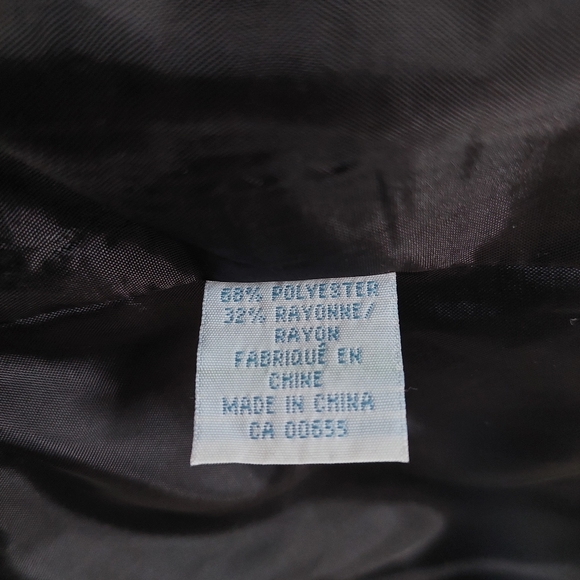 68% POLYESTER
32% RAYONNE/
RAYON
FABRIQUÉ EN
CHINE
MADE IN CHINA
CA 00655